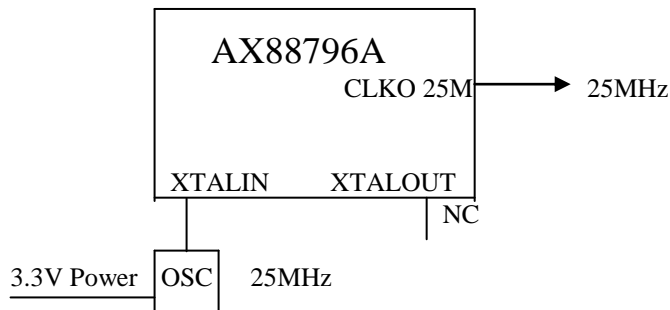 AX88796A
CLKO 25M
25MHz
XTALIN
XTALOUT
NC
3.3V Power
OSC
25MHz